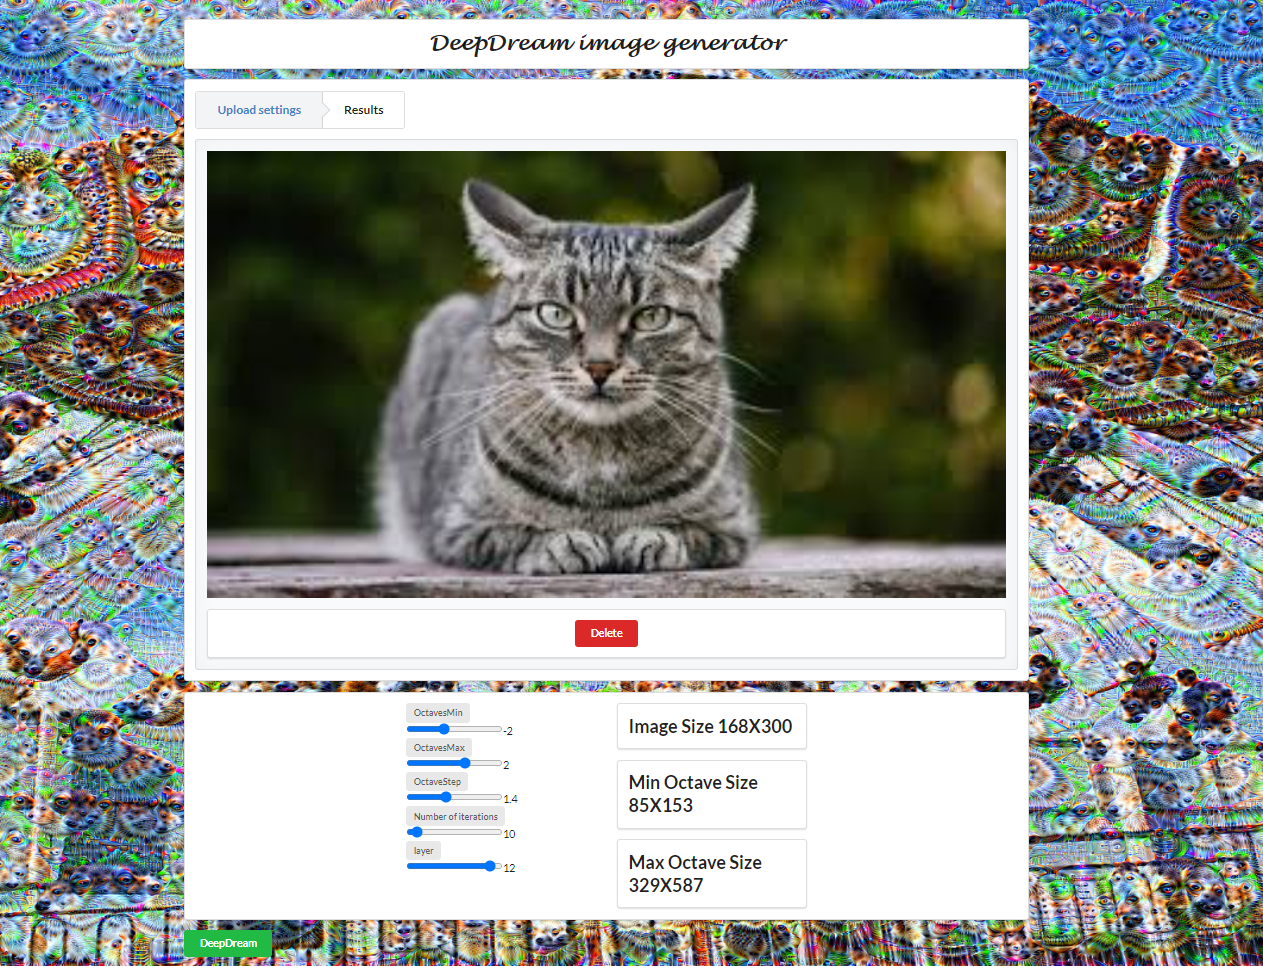 DeepDream image generator
Upload settings
Results
Delete
OctavesMin
-2
OctavesMax
2
OctaveStep
1.4
Number of iterations
10
layer
12
Image Size 168X300
Min Octave Size
85X153
Max Octave Size
329X587
DeepDream